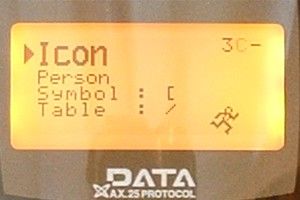 Icon 3C-
Person
Symbol : [
Table : /
DATA
AX.25 PROTOCOL